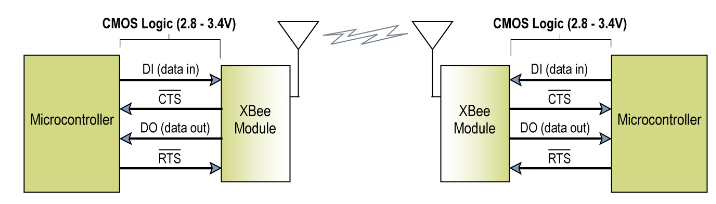 CMOS Logic (2.8 - 3.4V)
CMOS Logic (2.8 - 3.4V)
DI (data in)
CTS
DO (data out)
RTS
Microcontroller
XBee
Module
XBee
Module
DI (data in)
CTS
DO (data out)
RTS
Microcontroller